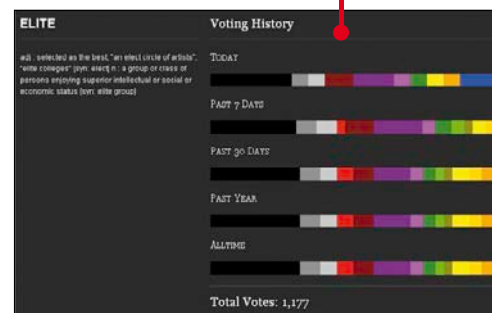 ELITE
adj : selected as the best; "an elect circle of artists";
"elite colleges" [syn: elect] n : a group or class of
persons enjoying superior intellectual or social or
economic status [syn: elite group]
Voting History
TODAY
PAST 7 DAYS
PAST 30 DAYS
PAST YEAR
ALLTIME
Total Votes: 1,177